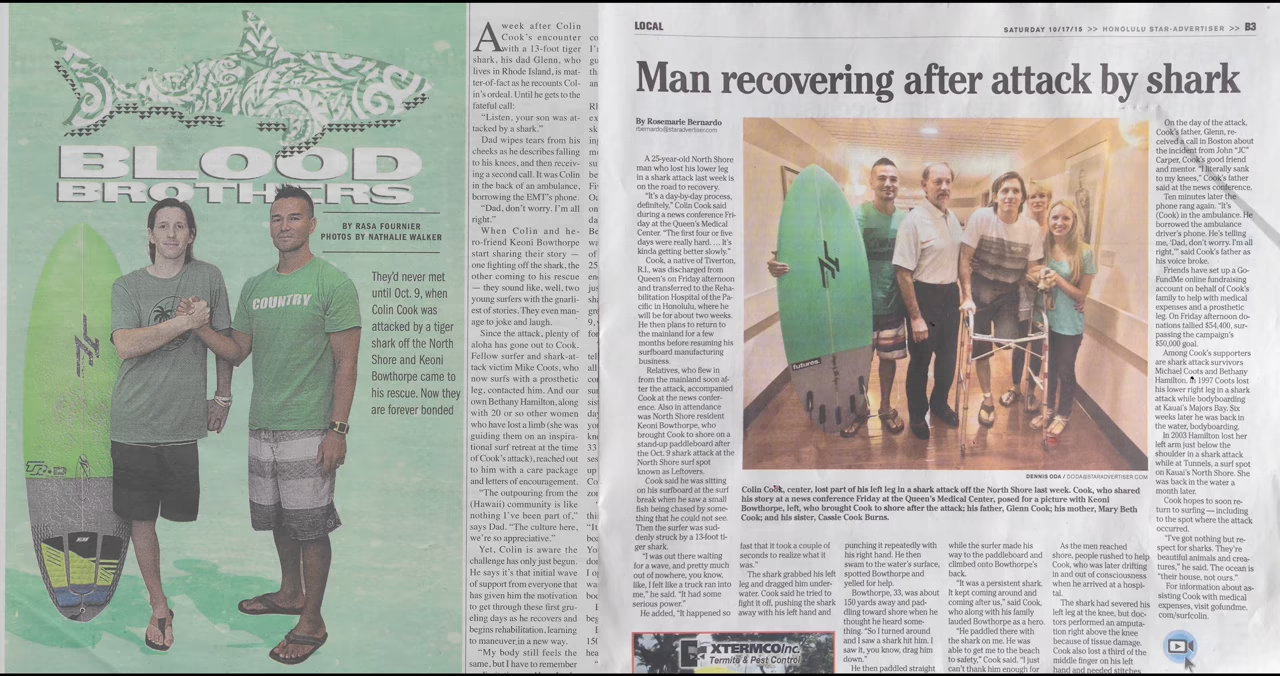 BLOOD
BROTHERS
BY RASA FOURNIER
PHOTOS BY NATHALIE WALKER
They'd never met
until Oct. 9, when
Colin Cook was
attacked by a tiger
shark off the North
Shore and Keoni
Bowthorpe came to
his rescue. Now they
are forever bonded
COUNTRY
A week after Colin
Cook's encounter
with a 13-foot tiger
shark, his dad Glenn, who
lives in Rhode Island, is mat-
ter-of-fact as he recounts Col-
in's ordeal. Until he gets to the
fateful call:
"Listen, your son was at-
tacked by a shark."
Dad wipes tears from his
cheeks as he describes falling
to his knees, and then receiv-
ing a second call. It was Colin
in the back of an ambulance,
borrowing the EMT's phone.
"Dad, don't worry. I'm all
right."
When Colin and he-
ro-friend Keoni Bowthorpe
start sharing their story —
one fighting off the shark, the
other coming to his rescue
— they sound like, well, two
young surfers with the gnarli-
est of stories. They even man-
age to joke and laugh.
Since the attack, plenty of
aloha has gone out to Cook.
Fellow surfer and shark-at-
tack victim Mike Coots, who
now surfs with a prosthetic
leg, contacted him. And our
own Bethany Hamilton, along
with 20 or so other women
who have lost a limb (she was
guiding them on an inspira-
tional surf retreat at the time
of Cook's attack), reached out
to him with a care package
and letters of encouragement.
"The outpouring from the
(Hawaii) community is like
nothing I've been part of,"
says Dad. "The culture here,
we're so appreciative."
Yet, Colin is aware the
challenge has only just begun.
He says it's that initial wave
of support from everyone that
has given him the motivation
to get through these first gru-
eling days as he recovers and
begins rehabilitation, learning
to maneuver in a new way.
"My body still feels the
same, but I have to remember
LOCAL
SATURDAY 10/17/15 >> HONOLULU STAR-ADVERTISER >> B3
Man recovering after attack by shark
By Rosemarie Bernardo
rbernardo@staradvertiser.com
A 25-year-old North Shore
man who lost his lower leg
in a shark attack last week is
on the road to recovery.
"It's a day-by-day process,
definitely," Colin Cook said
during a news conference Fri-
day at the Queen's Medical
Center. "The first four or five
days were really hard. ... It's
kinda getting better slowly."
Cook, a native of Tiverton,
R.I., was discharged from
Queen's on Friday afternoon
and transferred to the Reha-
bilitation Hospital of the Pa-
cific in Honolulu, where he
will be for about two weeks.
He then plans to return to
the mainland for a few
months before resuming his
surfboard manufacturing
business.
Relatives, who flew in
from the mainland soon af-
ter the attack, accompanied
Cook at the news confer-
ence. Also in attendance
was North Shore resident
Keoni Bowthorpe, who
brought Cook to shore on a
stand-up paddleboard after
the Oct. 9 shark attack at the
North Shore surf spot
known as Leftovers.
Cook said he was sitting
on his surfboard at the surf
break when he saw a small
fish being chased by some-
thing that he could not see.
Then the surfer was sud-
denly struck by a 13-foot ti-
ger shark.
"I was out there waiting
for a wave, and pretty much
out of nowhere, you know,
like, I felt like a truck ran into
me," he said. "It had some
serious power."
He added, "It happened so
futures.
DENNIS ODA / DODA@STARADVERTISER.COM
Colin Cook, center, lost part of his left leg in a shark attack off the North Shore last week. Cook, who shared
his story at a news conference Friday at the Queen's Medical Center, posed for a picture with Keoni
Bowthorpe, left, who brought Cook to shore after the attack; his father, Glenn Cook; his mother, Mary Beth
Cook; and his sister, Cassie Cook Burns.
fast that it took a couple of
seconds to realize what it
was."
The shark grabbed his left
leg and dragged him under-
water. Cook said he tried to
fight it off, pushing the shark
away with his left hand and
punching it repeatedly with
his right hand. He then
swam to the water's surface,
spotted Bowthorpe and
yelled for help.
Bowthorpe, 33, was about
150 yards away and pad-
dling toward shore when he
thought he heard some-
thing. "So I turned around
and I saw a shark hit him. I
saw it, you know, drag him
down."
He then paddled straight
while the surfer made his
way to the paddleboard and
climbed onto Bowthorpe's
back.
"It was a persistent shark.
It kept coming around and
coming after us," said Cook,
who along with his family
lauded Bowthorpe as a hero.
"He paddled there with
the shark on me. He was
able to get me to the beach
to safety," Cook said. "I just
can't thank him enough for
As the men reached
shore, people rushed to help
Cook, who was later drifting
in and out of consciousness
when he arrived at a hospi-
tal.
The shark had severed his
left leg at the knee, but doc-
tors performed an amputa-
tion right above the knee
because of tissue damage.
Cook also lost a third of the
middle finger on his left
hand and needed stitches
On the day of the attack,
Cook's father, Glenn, re-
ceived a call in Boston about
the incident from John "JC"
Carper, Cook's good friend
and mentor. "I literally sank
to my knees," Cook's father
said at the news conference.
Ten minutes later the
phone rang again. "It's
(Cook) in the ambulance. He
borrowed the ambulance
driver's phone. He's telling
me, 'Dad, don't worry. I'm all
right,'" said Cook's father as
his voice broke.
Friends have set up a Go-
FundMe online fundraising
account on behalf of Cook's
family to help with medical
expenses and a prosthetic
leg. On Friday afternoon do-
nations tallied $54,400, sur-
passing the campaign's
$50,000 goal.
Among Cook's supporters
are shark attack survivors
Michael Coots and Bethany
Hamilton. In 1997 Coots lost
his lower right leg in a shark
attack while bodyboarding
at Kauai's Majors Bay. Six
weeks later he was back in
the water, bodyboarding.
In 2003 Hamilton lost her
left arm just below the
shoulder in a shark attack
while at Tunnels, a surf spot
on Kauai's North Shore. She
was back in the water a
month later.
Cook hopes to soon re-
turn to surfing — including
to the spot where the attack
occurred.
"I've got nothing but re-
spect for sharks. They're
beautiful animals and crea-
tures," he said. The ocean is
"their house, not ours."
For information about as-
sisting Cook with medical
expenses, visit gofundme.
com/surfcolin.
EXTERMCO Inc.
Termite & Pest Control